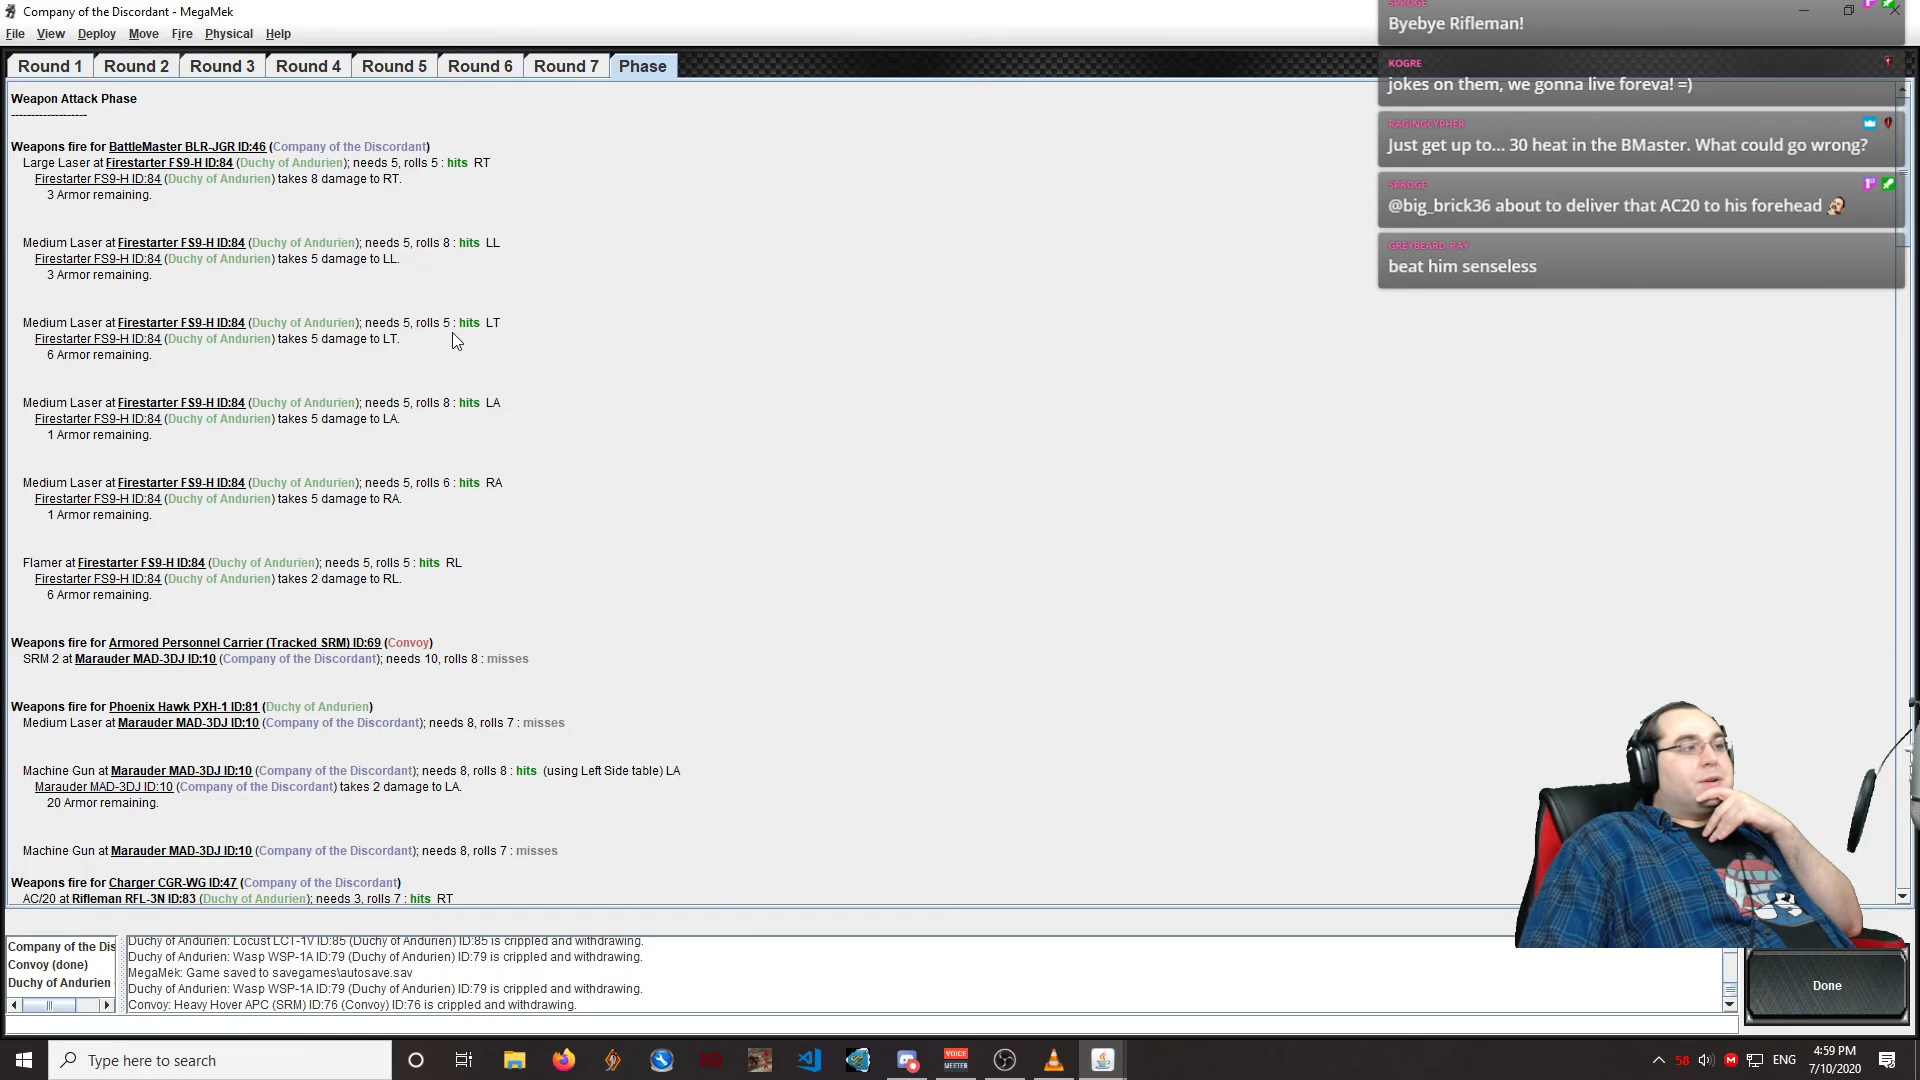 Company of the Discordant - MegaMek
File View Deploy Move Fire Physical Help
Round 1 Round 2 Round 3 Round 4 Round 5 Round 6 Round 7 Phase
Weapon Attack Phase
-------------------
Weapons fire for BattleMaster BLR-JGR ID:46 (Company of the Discordant)
Large Laser at Firestarter FS9-H ID:84 (Duchy of Andurien); needs 5, rolls 5 : hits RT
Firestarter FS9-H ID:84 (Duchy of Andurien) takes 8 damage to RT.
3 Armor remaining.
Medium Laser at Firestarter FS9-H ID:84 (Duchy of Andurien); needs 5, rolls 8 : hits LL
Firestarter FS9-H ID:84 (Duchy of Andurien) takes 5 damage to LL.
3 Armor remaining.
Medium Laser at Firestarter FS9-H ID:84 (Duchy of Andurien); needs 5, rolls 5 : hits LT
Firestarter FS9-H ID:84 (Duchy of Andurien) takes 5 damage to LT.
6 Armor remaining.
Medium Laser at Firestarter FS9-H ID:84 (Duchy of Andurien); needs 5, rolls 8 : hits LA
Firestarter FS9-H ID:84 (Duchy of Andurien) takes 5 damage to LA.
1 Armor remaining.
Medium Laser at Firestarter FS9-H ID:84 (Duchy of Andurien); needs 5, rolls 6 : hits RA
Firestarter FS9-H ID:84 (Duchy of Andurien) takes 5 damage to RA.
1 Armor remaining.
Flamer at Firestarter FS9-H ID:84 (Duchy of Andurien); needs 5, rolls 5 : hits RL
Firestarter FS9-H ID:84 (Duchy of Andurien) takes 2 damage to RL.
6 Armor remaining.
Weapons fire for Armored Personnel Carrier (Tracked SRM) ID:69 (Convoy)
SRM 2 at Marauder MAD-3DJ ID:10 (Company of the Discordant); needs 10, rolls 8 : misses
Weapons fire for Phoenix Hawk PXH-1 ID:81 (Duchy of Andurien)
Medium Laser at Marauder MAD-3DJ ID:10 (Company of the Discordant); needs 8, rolls 7 : misses
Machine Gun at Marauder MAD-3DJ ID:10 (Company of the Discordant); needs 8, rolls 8 : hits (using Left Side table) LA
Marauder MAD-3DJ ID:10 (Company of the Discordant) takes 2 damage to LA.
20 Armor remaining.
Machine Gun at Marauder MAD-3DJ ID:10 (Company of the Discordant); needs 8, rolls 7 : misses
Weapons fire for Charger CGR-WG ID:47 (Company of the Discordant)
AC/20 at Rifleman RFL-3N ID:83 (Duchy of Andurien); needs 3, rolls 7 : hits RT
SPROGE
Byebye Rifleman!
KOGRE
jokes on them, we gonna live foreva! =)
RAGINGCYPHER
Just get up to... 30 heat in the BMaster. What could go wrong?
SPROGE
@big_brick36 about to deliver that AC20 to his forehead
GREYBEARD_RAY
beat him senseless
Company of the Dis
Convoy (done)
Duchy of Andurien
Duchy of Andurien: Locust LCT-1V ID:85 (Duchy of Andurien) ID:85 is crippled and withdrawing.
Duchy of Andurien: Wasp WSP-1A ID:79 (Duchy of Andurien) ID:79 is crippled and withdrawing.
MegaMek: Game saved to savegames\autosave.sav
Duchy of Andurien: Wasp WSP-1A ID:79 (Duchy of Andurien) ID:79 is crippled and withdrawing.
Convoy: Heavy Hover APC (SRM) ID:76 (Convoy) ID:76 is crippled and withdrawing.
Done
Type here to search
VOICE
MEETER
58
ENG
4:59 PM
7/10/2020